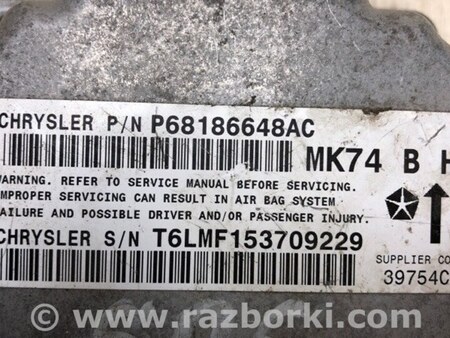 CHRYSLER P/N P68186648AC
MK74 B H
WARNING. REFER TO SERVICE MANUAL BEFORE SERVICING.
IMPROPER SERVICING CAN RESULT IN AIR BAG SYSTEM
FAILURE AND POSSIBLE DRIVER AND/OR PASSENGER INJURY.
CHRYSLER S/N T6LMF153709229
SUPPLIER CO
39754C
www.razborki.com